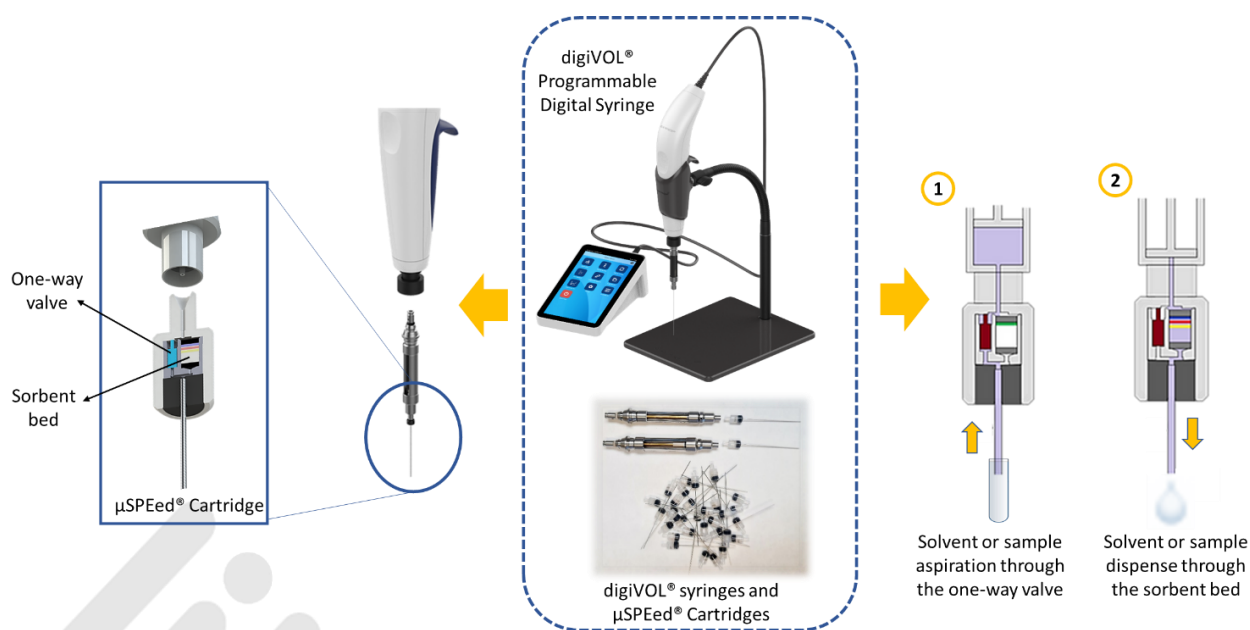 digiVOL®
Programmable
Digital Syringe
One-way
valve
Sorbent
bed
µSPEed® Cartridge
digiVOL® syringes and
µSPEed® Cartridges
1
Solvent or sample
aspiration through
the one-way valve
2
Solvent or sample
dispense through
the sorbent bed